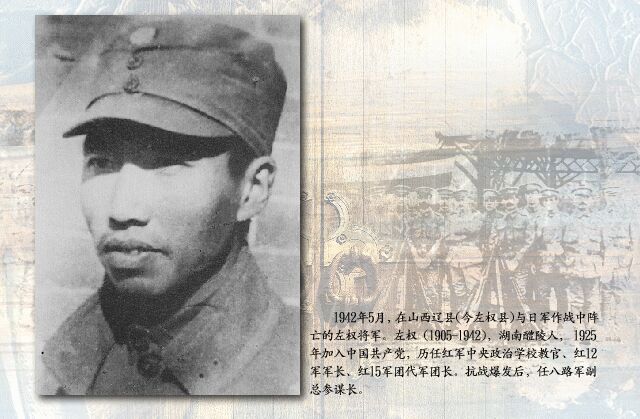 1942年5月，在山西辽县(今左权县)与日军作战中阵
亡的左权将军。左权（1905-1942），湖南醴陵人，1925
年加入中国共产党，历任红军中央政治学校教官、红12
军军长、红15军团代军团长。抗战爆发后，任八路军副
总参谋长。